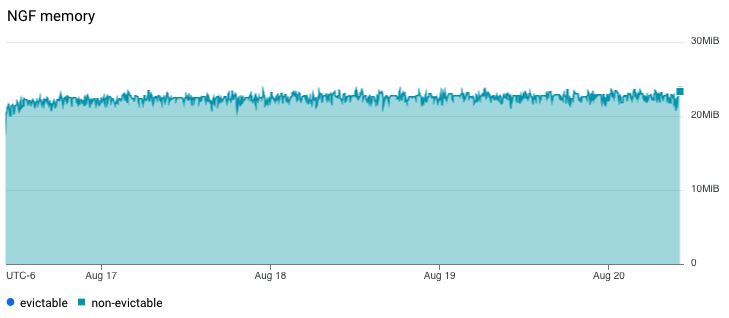 NGF memory
30MiB
20MiB
10MiB
0
UTC-6 Aug 17 Aug 18 Aug 19 Aug 20
evictable non-evictable